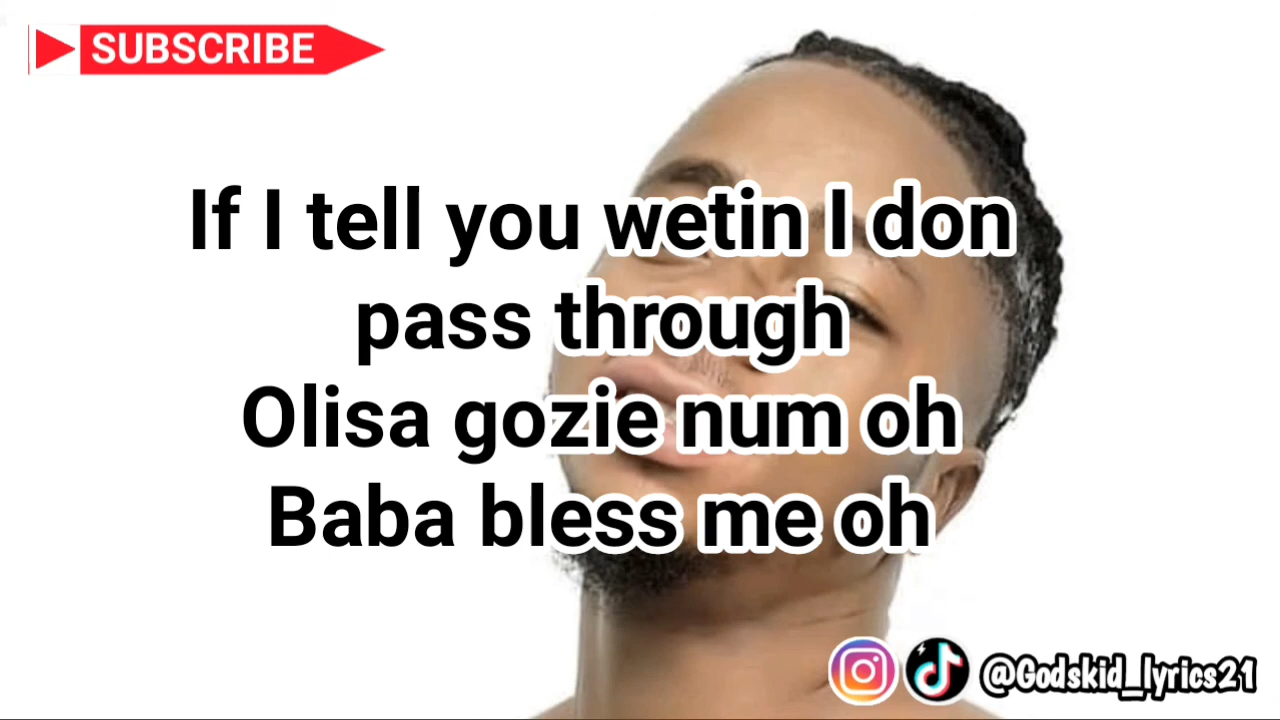 SUBSCRIBE
If I tell you wetin I don
pass through
Olisa gozie num oh
Baba bless me oh
@Godskid_lyrics21